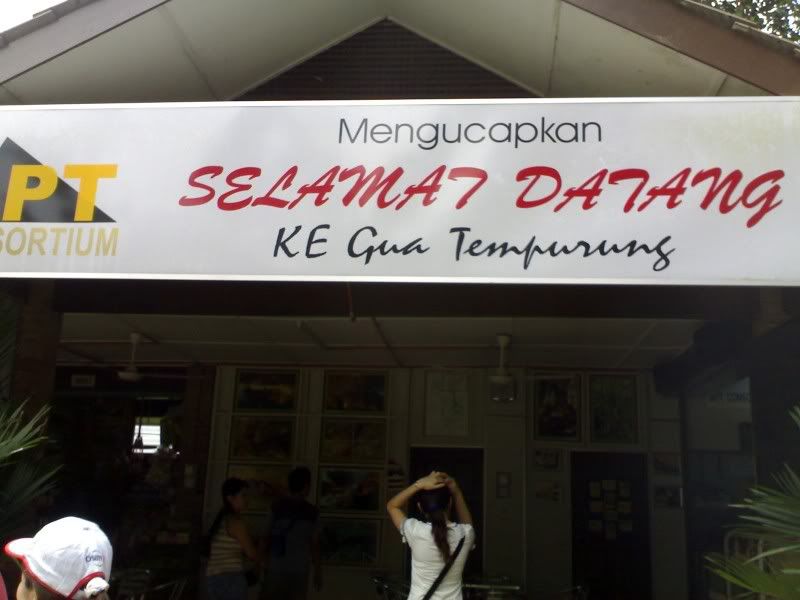 Mengucapkan
SELAMAT DATANG
KE Gua Tempurung
PT
SORTIUM